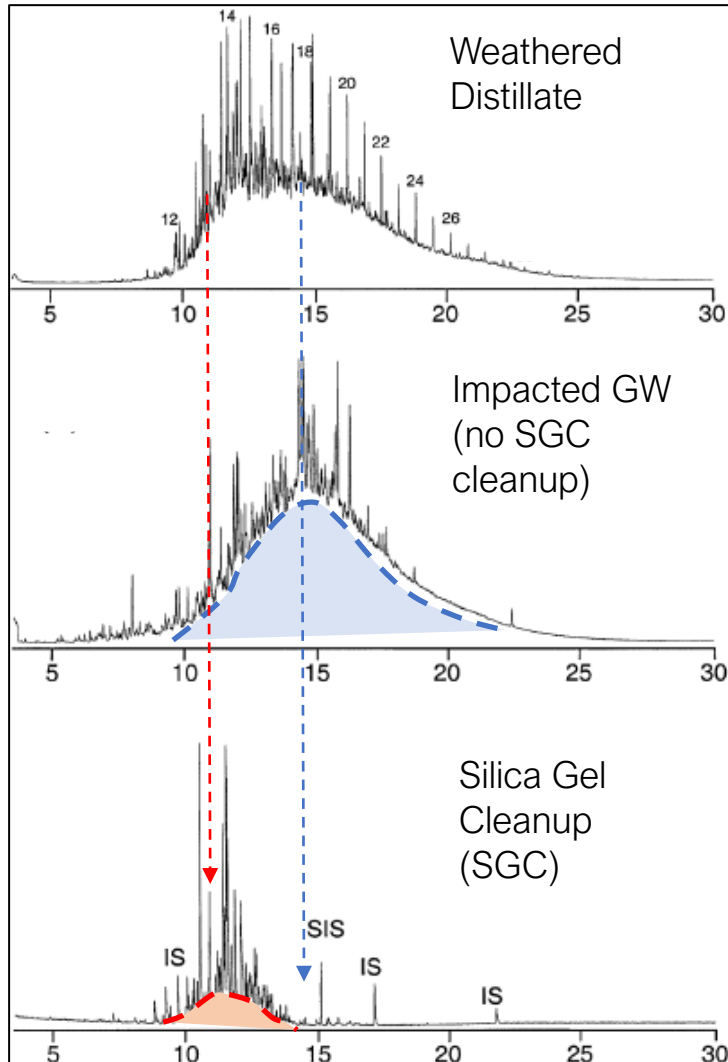 14
16
18
20
22
24
26
12
Weathered
Distillate
5 10 15 20 25 30
Impacted GW
(no SGC
cleanup)
5 10 15 20 25 30
Silica Gel
Cleanup
(SGC)
IS
SIS
IS
IS
5 10 15 20 25 30